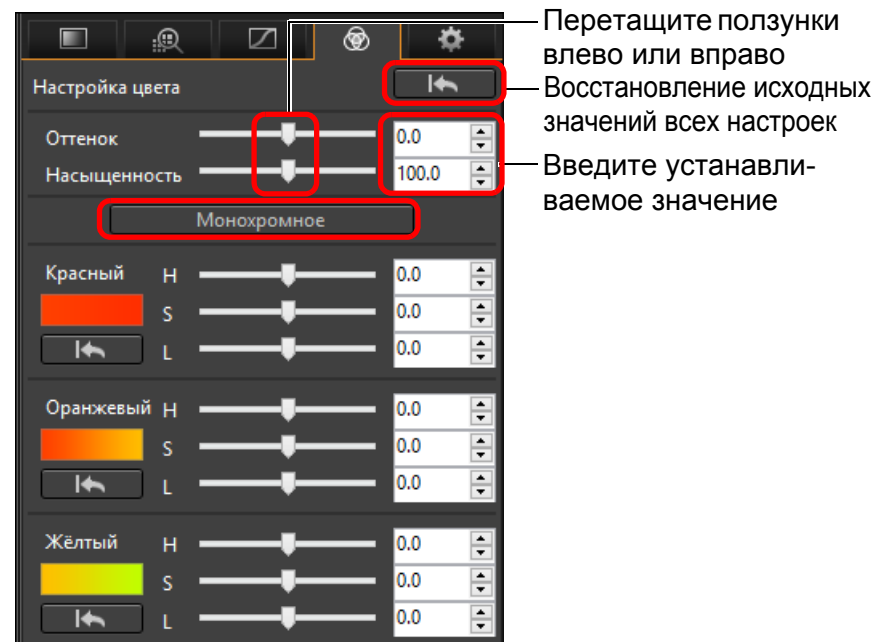 Перетащите ползунки
влево или вправо
Настройка цвета
Восстановление исходных
значений всех настроек
Оттенок 0.0
Насыщенность 100.0
Введите устанавли-
ваемое значение
Монохромное
Красный H 0.0
S 0.0
L 0.0
Оранжевый H 0.0
S 0.0
L 0.0
Жёлтый H 0.0
S 0.0
L 0.0